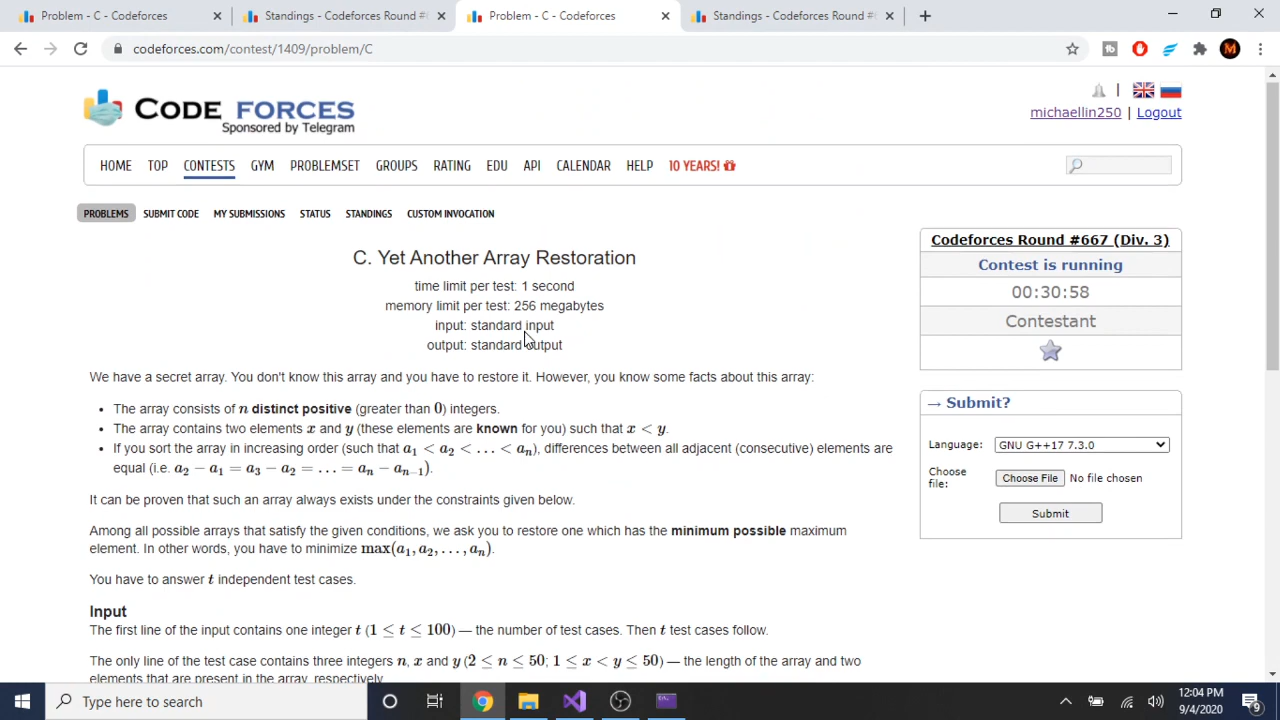 Problem - C - Codeforces
Standings - Codeforces Round #
Problem - C - Codeforces
Standings - Codeforces Round #
codeforces.com/contest/1409/problem/C
CODE FORCES
Sponsored by Telegram
michaellin250 | Logout
HOME TOP CONTESTS GYM PROBLEMSET GROUPS RATING EDU API CALENDAR HELP 10 YEARS!
PROBLEMS SUBMIT CODE MY SUBMISSIONS STATUS STANDINGS CUSTOM INVOCATION
C. Yet Another Array Restoration
time limit per test: 1 second
memory limit per test: 256 megabytes
input: standard input
output: standard output
We have a secret array. You don't know this array and you have to restore it. However, you know some facts about this array:
• The array consists of n distinct positive (greater than 0) integers.
• The array contains two elements x and y (these elements are known for you) such that x < y.
• If you sort the array in increasing order (such that a₁ < a₂ < … < aₙ), differences between all adjacent (consecutive) elements are
equal (i.e. a₂ − a₁ = a₃ − a₂ = … = aₙ − aₙ₋₁).
It can be proven that such an array always exists under the constraints given below.
Among all possible arrays that satisfy the given conditions, we ask you to restore one which has the minimum possible maximum
element. In other words, you have to minimize max(a₁, a₂, …, aₙ).
You have to answer t independent test cases.
Input
The first line of the input contains one integer t (1 ≤ t ≤ 100) — the number of test cases. Then t test cases follow.
The only line of the test case contains three integers n, x and y (2 ≤ n ≤ 50; 1 ≤ x < y ≤ 50) — the length of the array and two
elements that are present in the array, respectively.
Codeforces Round #667 (Div. 3)
Contest is running
00:30:58
Contestant
→ Submit?
Language: GNU G++17 7.3.0
Choose
file: Choose File No file chosen
Submit
Type here to search
12:04 PM
9/4/2020
9